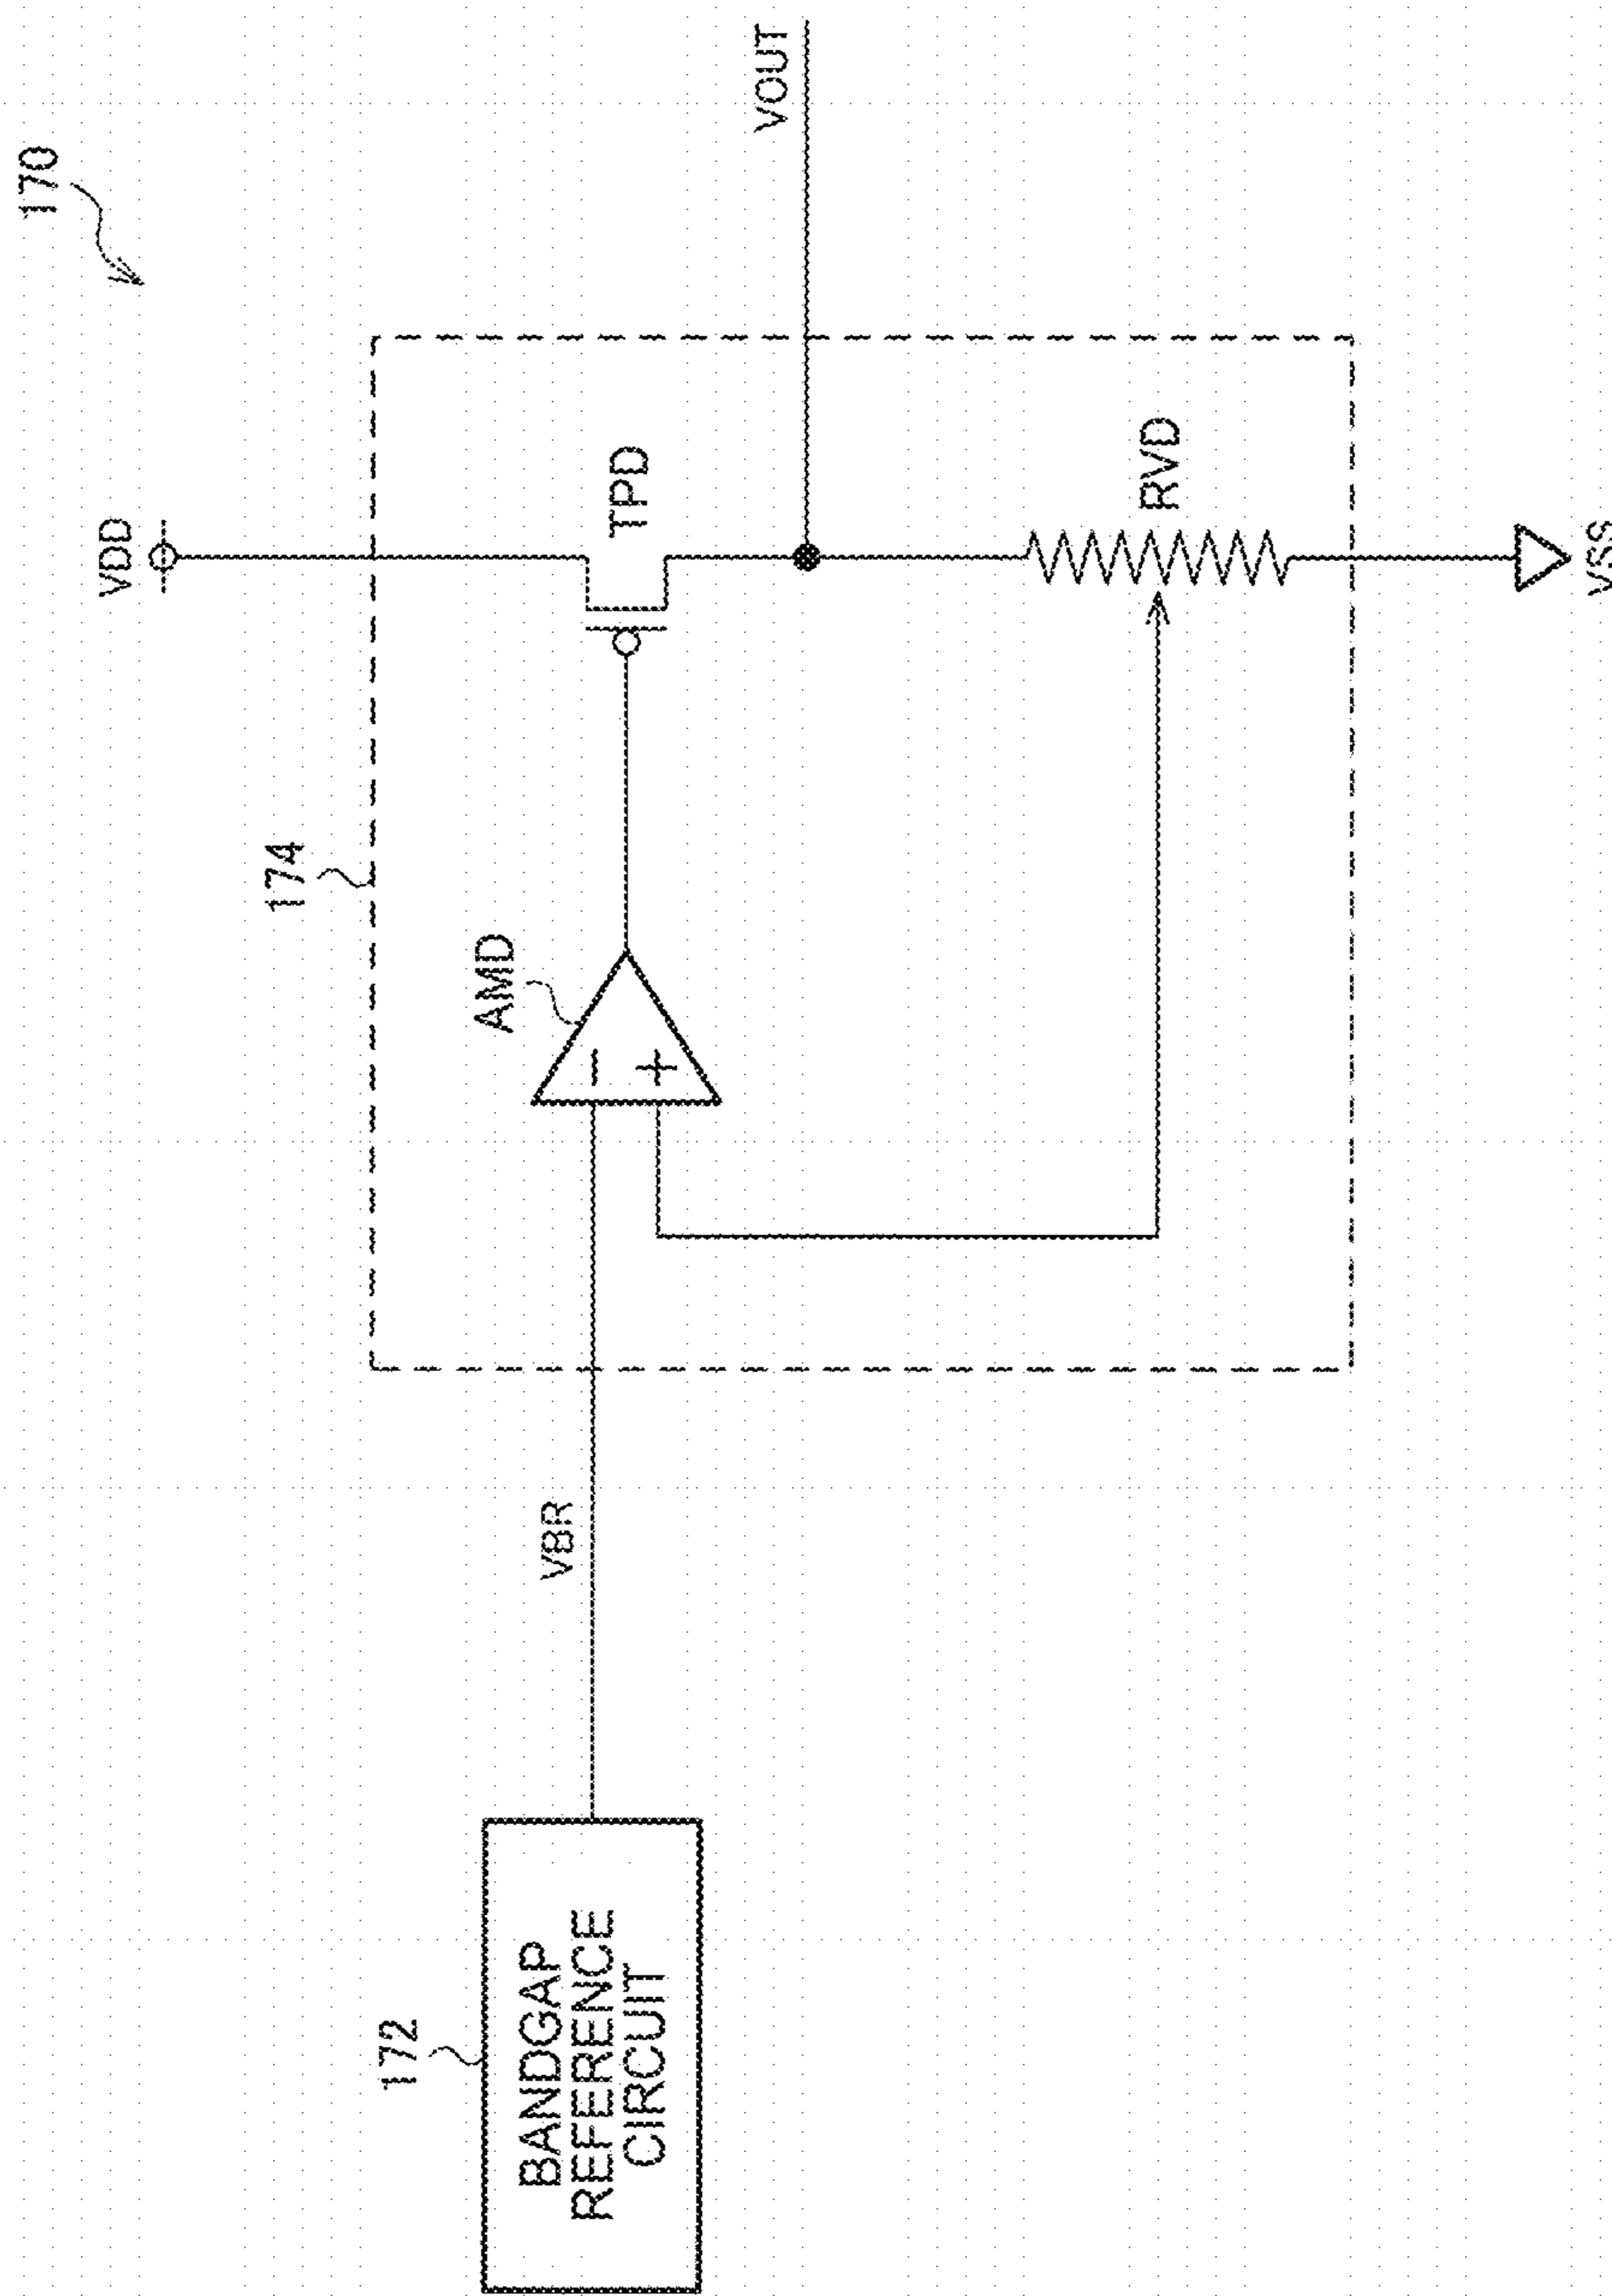 170
VDD
174
AMD
TPD
VOUT
172
BANDGAP
REFERENCE
CIRCUIT
VBR
−
+
RVD
VSS